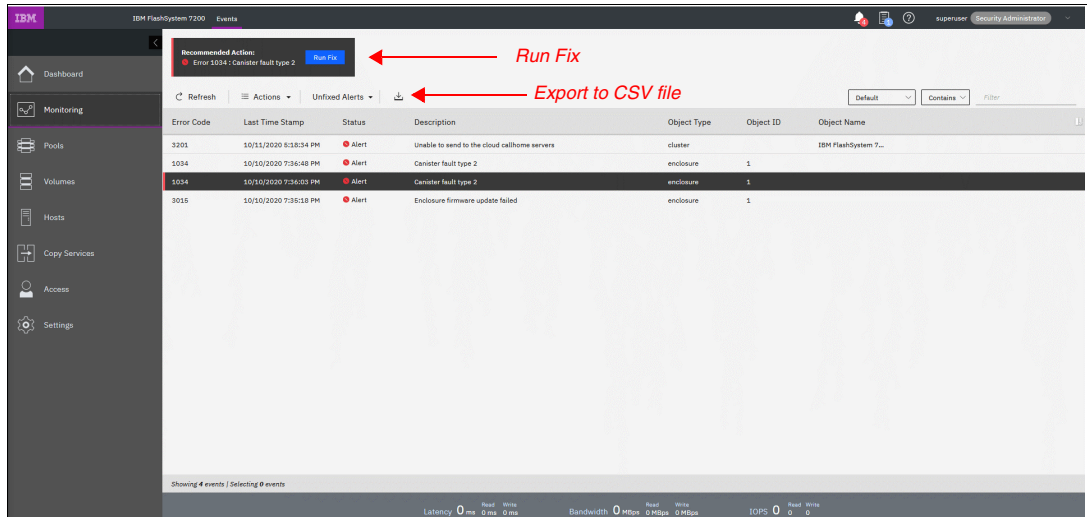 IBM
IBM FlashSystem 7200 Events
superuser Security Administrator
Recommended Action:
Error 1034 : Canister fault type 2
Run Fix
Run Fix
Dashboard
Monitoring
Pools
Volumes
Hosts
Copy Services
Access
Settings
Refresh Actions Unfixed Alerts
Export to CSV file
Default Contains Filter
Error Code Last Time Stamp Status Description Object Type Object ID Object Name
3201 10/11/2020 5:18:34 PM Alert Unable to send to the cloud callhome servers cluster IBM FlashSystem 7...
1034 10/10/2020 7:36:48 PM Alert Canister fault type 2 enclosure 1
1034 10/10/2020 7:36:03 PM Alert Canister fault type 2 enclosure 1
3015 10/10/2020 7:35:18 PM Alert Enclosure firmware update failed enclosure 1
Showing 4 events | Selecting 0 events
Latency 0 ms Read 0 ms Write 0 ms Bandwidth 0 MBps Read 0 MBps Write 0 MBps IOPS 0 Read 0 Write 0